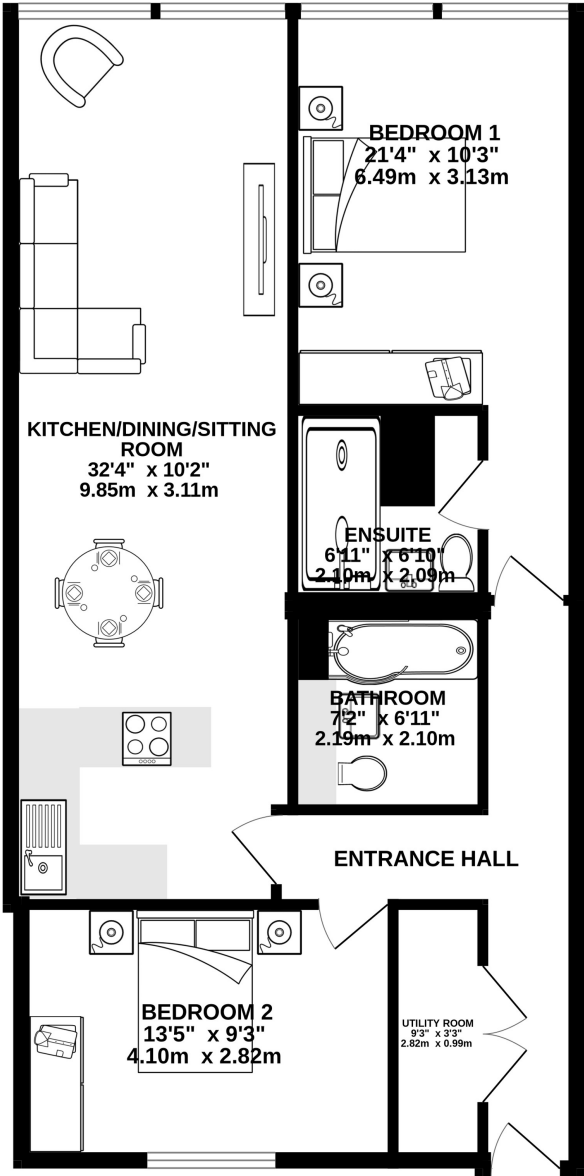 BEDROOM 1
21'4" x 10'3"
6.49m x 3.13m
KITCHEN/DINING/SITTING
ROOM
32'4" x 10'2"
9.85m x 3.11m
ENSUITE
6'11" x 6'10"
2.10m x 2.09m
BATHROOM
7'2" x 6'11"
2.19m x 2.10m
ENTRANCE HALL
BEDROOM 2
13'5" x 9'3"
4.10m x 2.82m
UTILITY ROOM
9'3" x 3'3"
2.82m x 0.99m